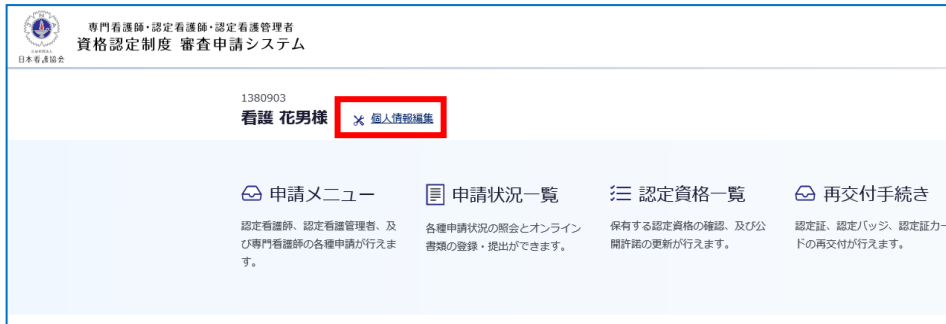 専門看護師・認定看護師・認定看護管理者
資格認定制度 審査申請システム
日本看護協会
1380903
看護 花男様
個人情報編集
申請メニュー
認定看護師、認定看護管理者、及
び専門看護師の各種申請が行えま
す。
申請状況一覧
各種申請状況の照会とオンライン
書類の登録・提出ができます。
認定資格一覧
保有する認定資格の確認、及び公
開許諾の更新が行えます。
再交付手続き
認定証、認定バッジ、認定証カー
ドの再交付が行えます。